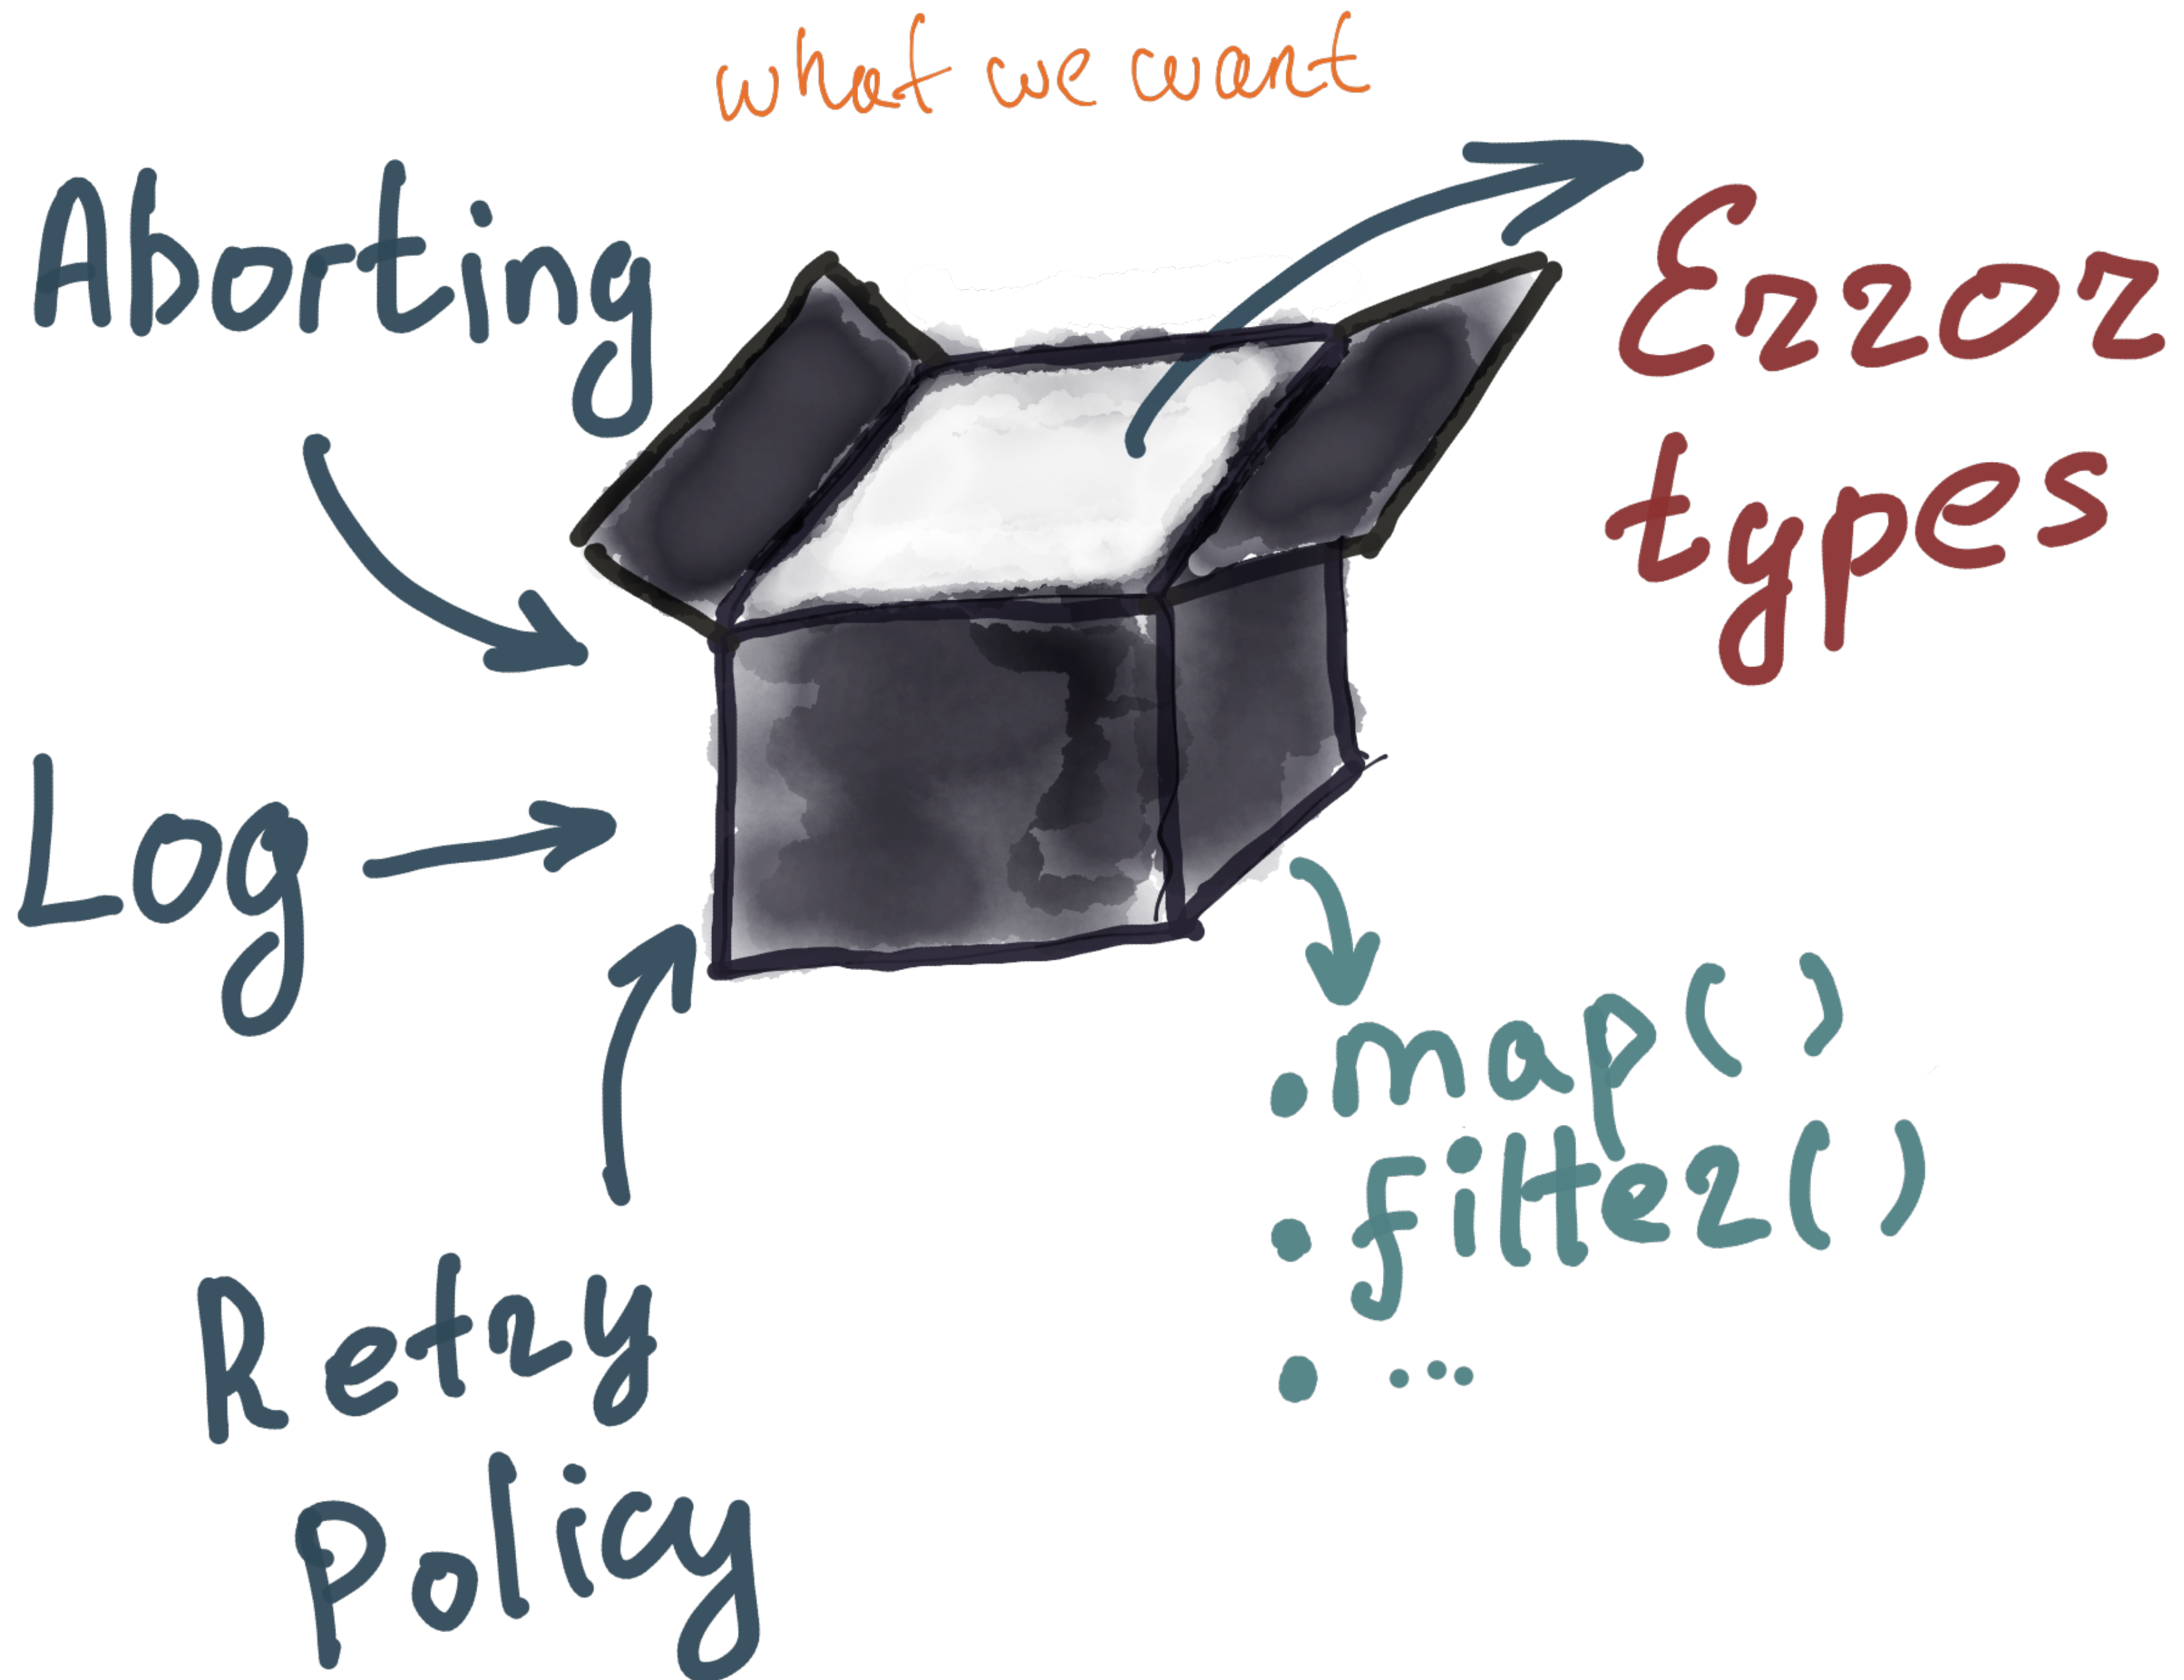 what we want
Aborting
Error
types
Log
.map()
Retry
Policy
• filter()
• ...